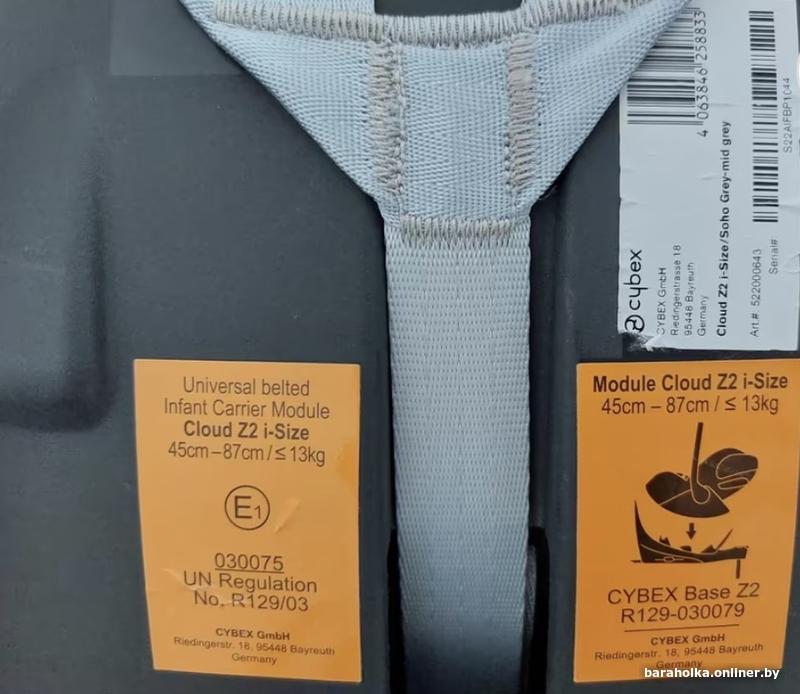 Universal belted
Infant Carrier Module
Cloud Z2 i-Size
45cm – 87cm / ≤ 13kg
E1
030075
UN Regulation
No. R129/03
CYBEX GmbH
Riedingerstr. 18, 95448 Bayreuth
Germany
4 063846 258833
cybex
CYBEX GmbH
Riedingerstrasse 18
95448 Bayreuth
Germany
Cloud Z2 i-Size/Soho Grey-mid grey
Art.#: 522000643
Serial#:
S22AIFBP1044
Module Cloud Z2 i-Size
45cm – 87cm / ≤ 13kg
CYBEX Base Z2
R129-030079
CYBEX GmbH
Riedingerstr. 18, 95448 Bayreuth
Germany
baraholka.onliner.by